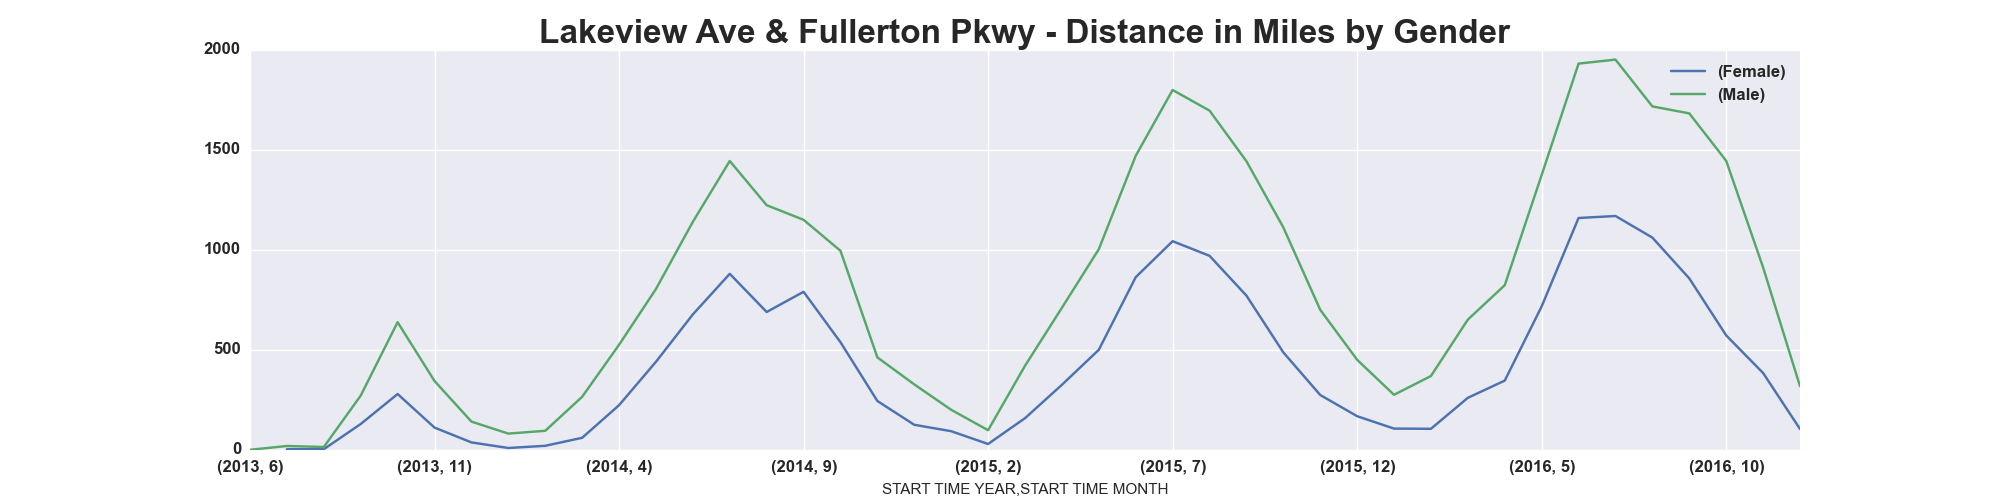 Lakeview Ave & Fullerton Pkwy - Distance in Miles by Gender
2000
1500
1000
500
0
(Female)
(Male)
(2013, 6) (2013, 11) (2014, 4) (2014, 9) (2015, 2) (2015, 7) (2015, 12) (2016, 5) (2016, 10)
START TIME YEAR,START TIME MONTH